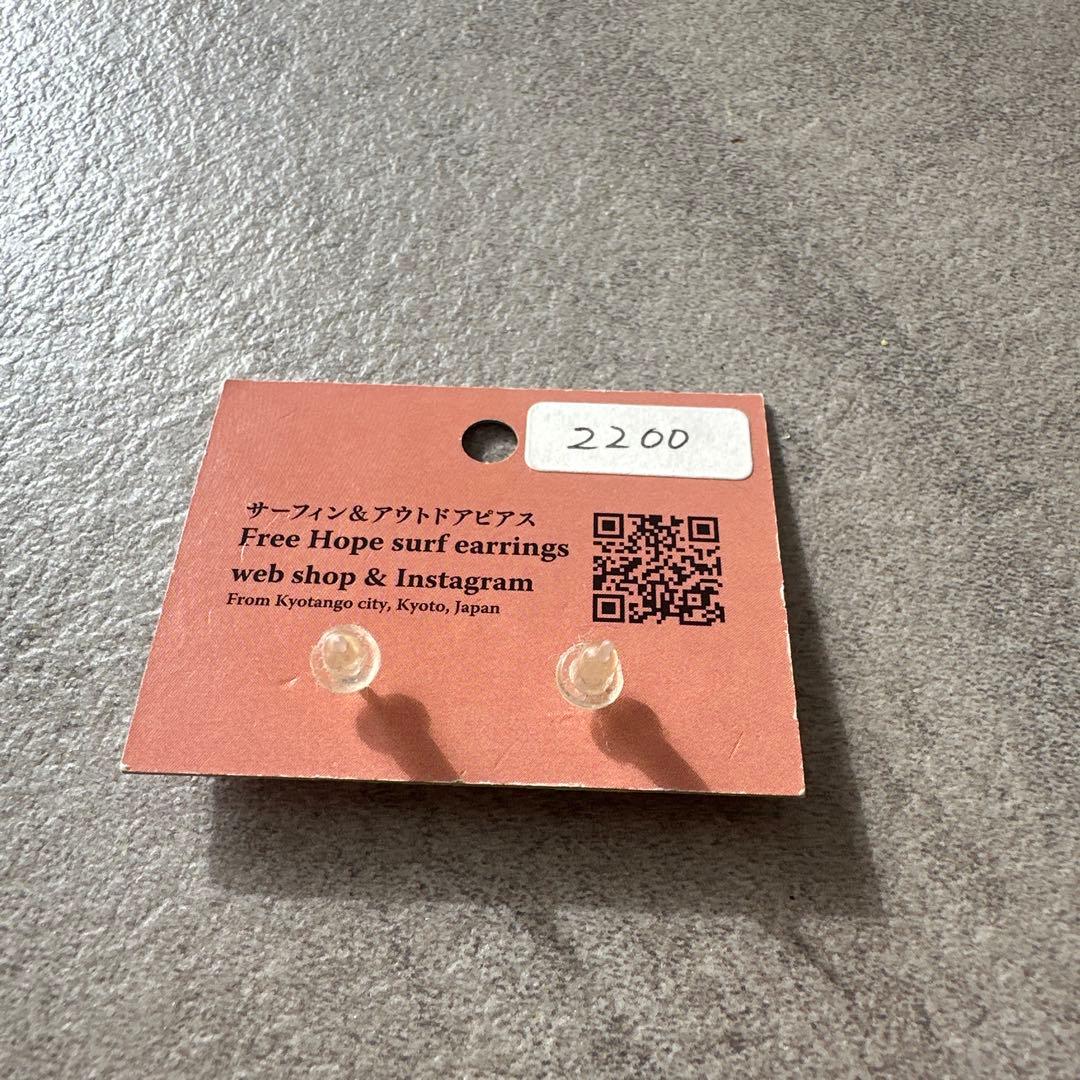 2200
サーフィン&アウトドアピアス
Free Hope surf earrings
web shop & Instagram
From Kyotango city, Kyoto, Japan